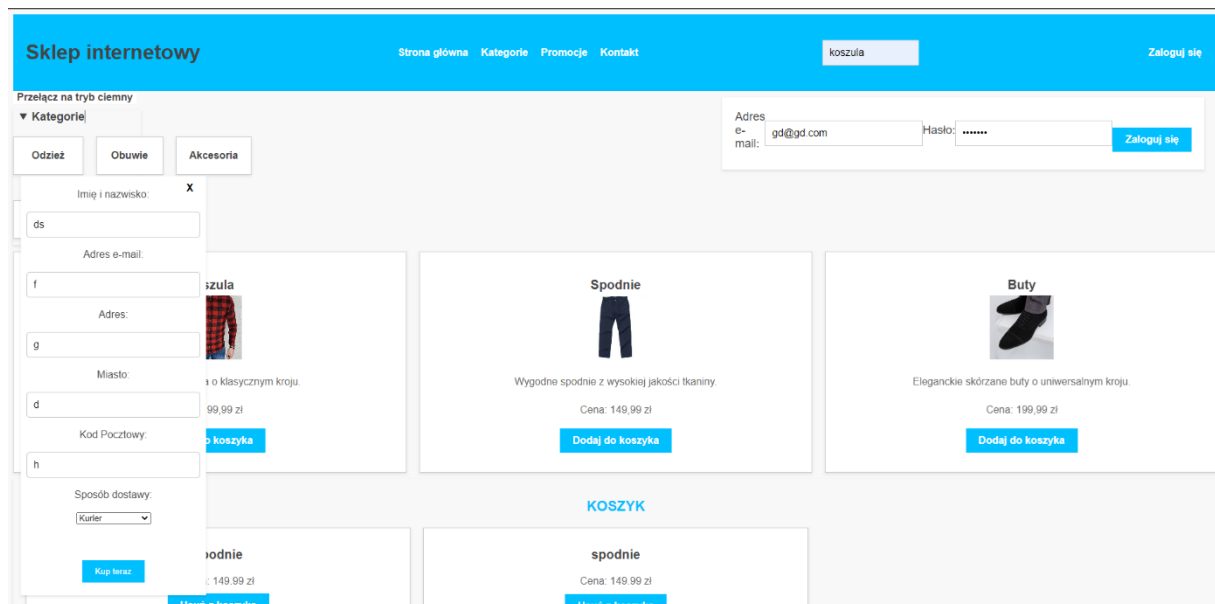 Sklep internetowy
Strona główna Kategorie Promocje Kontakt
koszula
Zaloguj się
Przełącz na tryb ciemny
▼ Kategorie
Odzież
Obuwie
Akcesoria
Adres e-mail:
gd@gd.com
Hasło:
•••••••
Zaloguj się
X
Imię i nazwisko:
ds
Adres e-mail:
f
Adres:
g
Miasto:
d
Kod Pocztowy:
h
Sposób dostawy:
Kurier
Kup teraz
szula
a o klasycznym kroju.
99,99 zł
o koszyka
Spodnie
Wygodne spodnie z wysokiej jakości tkaniny.
Cena: 149,99 zł
Dodaj do koszyka
Buty
Eleganckie skórzane buty o uniwersalnym kroju.
Cena: 199,99 zł
Dodaj do koszyka
KOSZYK
podnie
: 149.99 zł
spodnie
Cena: 149.99 zł